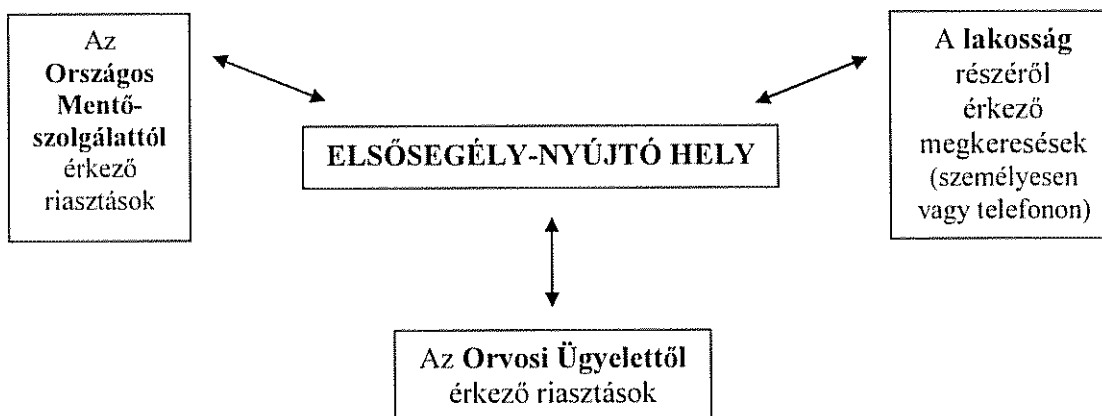 Az
Országos
Mentő-
szolgálattól
érkező
riasztások
ELSŐSEGÉLY-NYÚJTÓ HELY
A lakosság
részéről
érkező
megkeresések
(személyesen
vagy telefonon)
Az Orvosi Ügyelettől
érkező riasztások